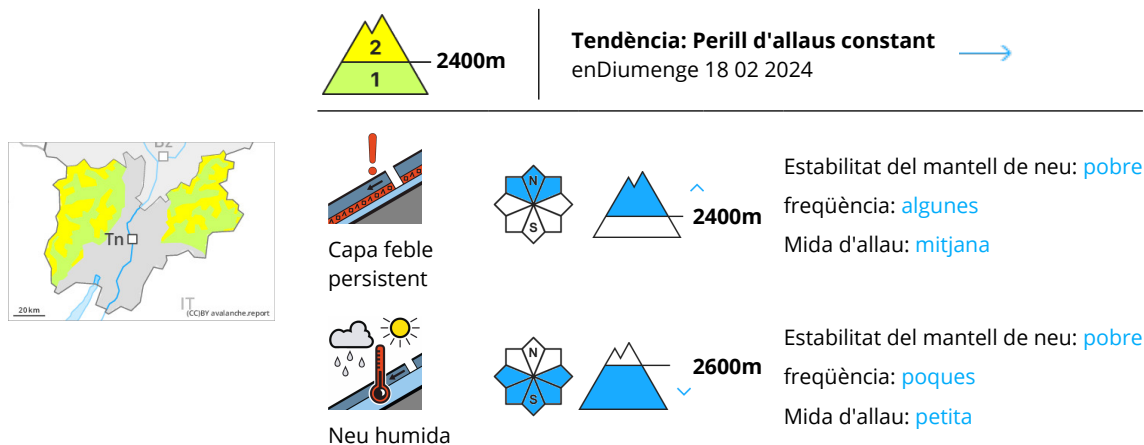 2
1
2400m
Tendència: Perill d'allaus constant
enDiumenge 18 02 2024
BZ
Tn
IT
20 km
(CC)BY avalanche.report
Capa feble
persistent
N
S
2400m
Estabilitat del mantell de neu: pobre
freqüència: algunes
Mida d'allau: mitjana
Neu humida
N
S
2600m
Estabilitat del mantell de neu: pobre
freqüència: poques
Mida d'allau: petita